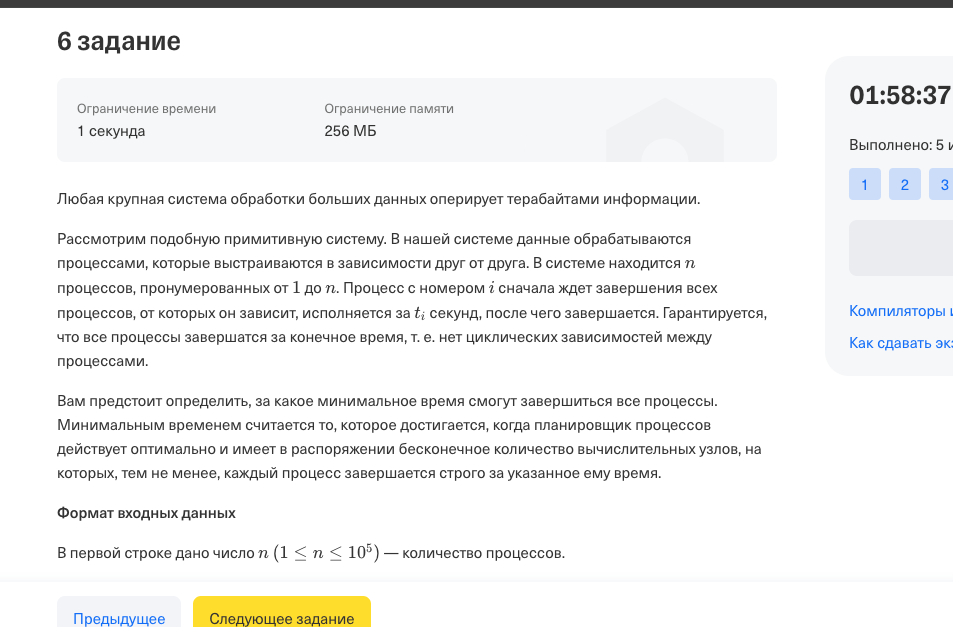 6 задание
Ограничение времени
Ограничение памяти
1 секунда
256 МБ
01:58:37
Выполнено: 5 и
1 2 3
Любая крупная система обработки больших данных оперирует терабайтами информации.
Рассмотрим подобную примитивную систему. В нашей системе данные обрабатываются
процессами, которые выстраиваются в зависимости друг от друга. В системе находится n
процессов, пронумерованных от 1 до n. Процесс с номером i сначала ждет завершения всех
процессов, от которых он зависит, исполняется за tᵢ секунд, после чего завершается. Гарантируется,
что все процессы завершатся за конечное время, т. е. нет циклических зависимостей между
процессами.
Компиляторы и
Как сдавать экз
Вам предстоит определить, за какое минимальное время смогут завершиться все процессы.
Минимальным временем считается то, которое достигается, когда планировщик процессов
действует оптимально и имеет в распоряжении бесконечное количество вычислительных узлов, на
которых, тем не менее, каждый процесс завершается строго за указанное ему время.
Формат входных данных
В первой строке дано число n (1 ≤ n ≤ 10⁵) — количество процессов.
Предыдущее
Следующее задание